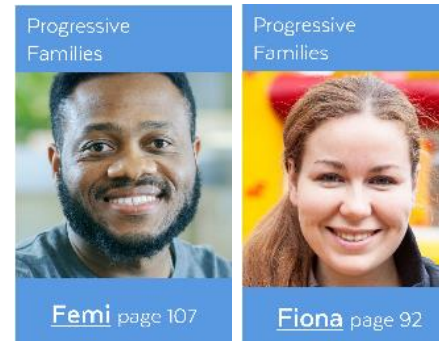 Progressive
Families
Femi page 107
Progressive
Families
Fiona page 92